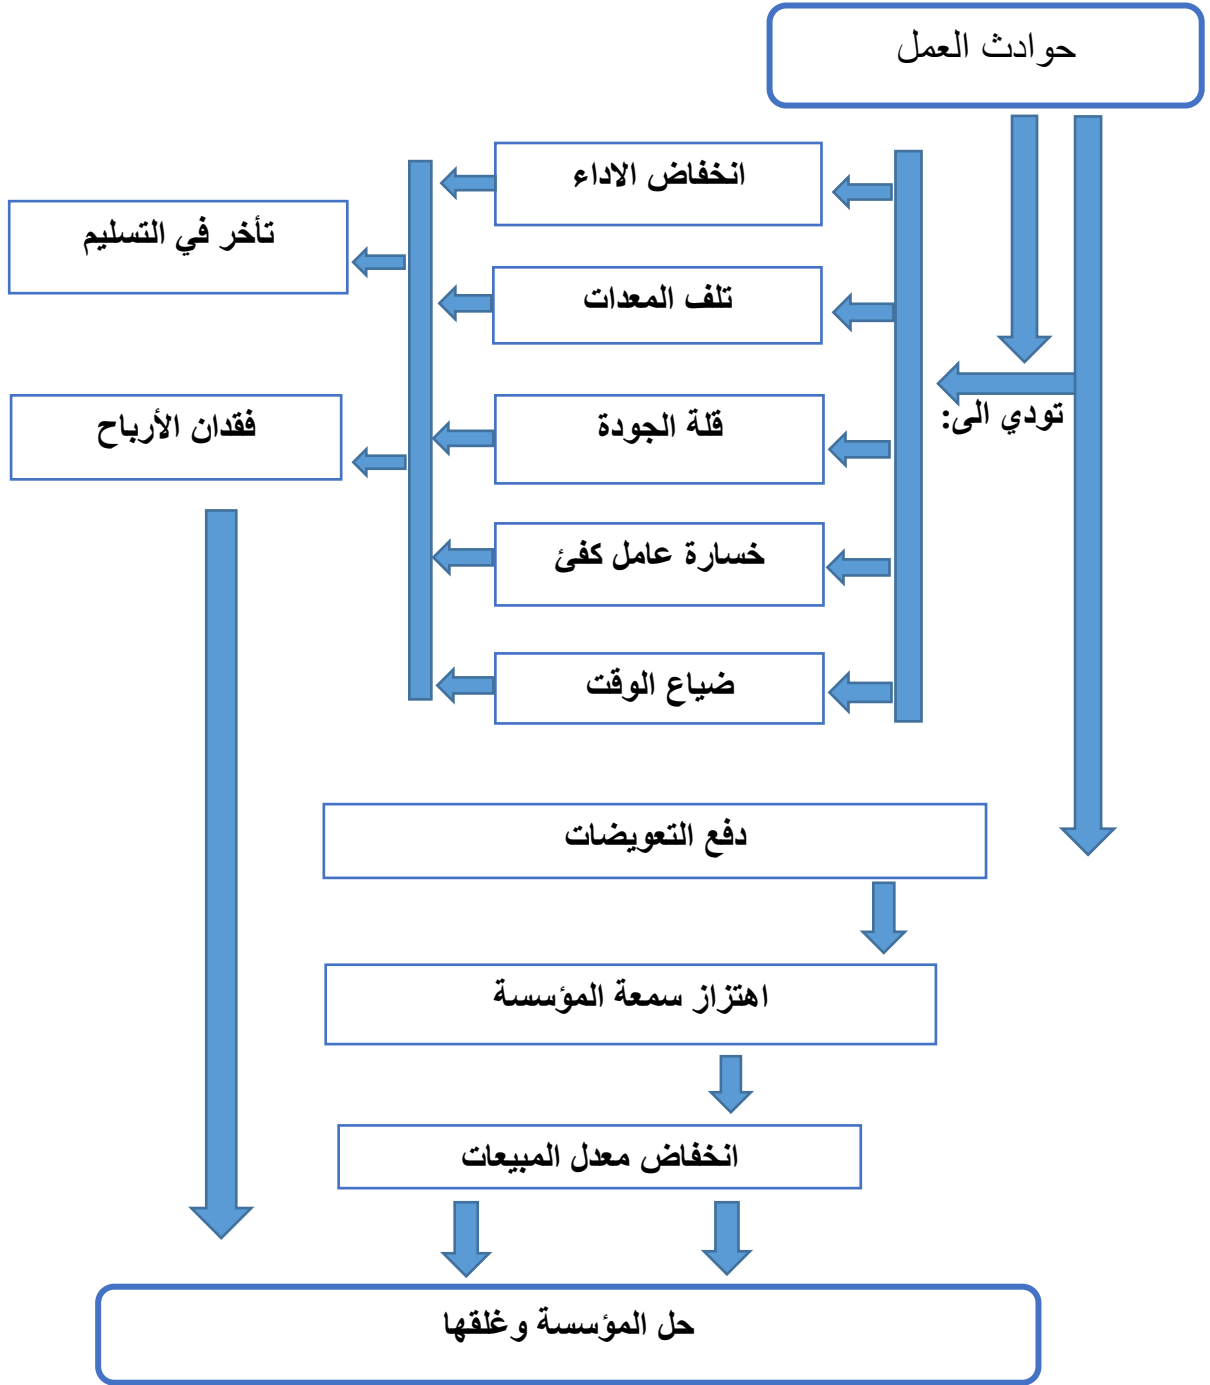 حوادث العمل
انخفاض الاداء
تأخر في التسليم
تلف المعدات
تودي الى:
قلة الجودة
فقدان الأرباح
خسارة عامل كفئ
ضياع الوقت
دفع التعويضات
اهتزاز سمعة المؤسسة
انخفاض معدل المبيعات
حل المؤسسة وغلقها